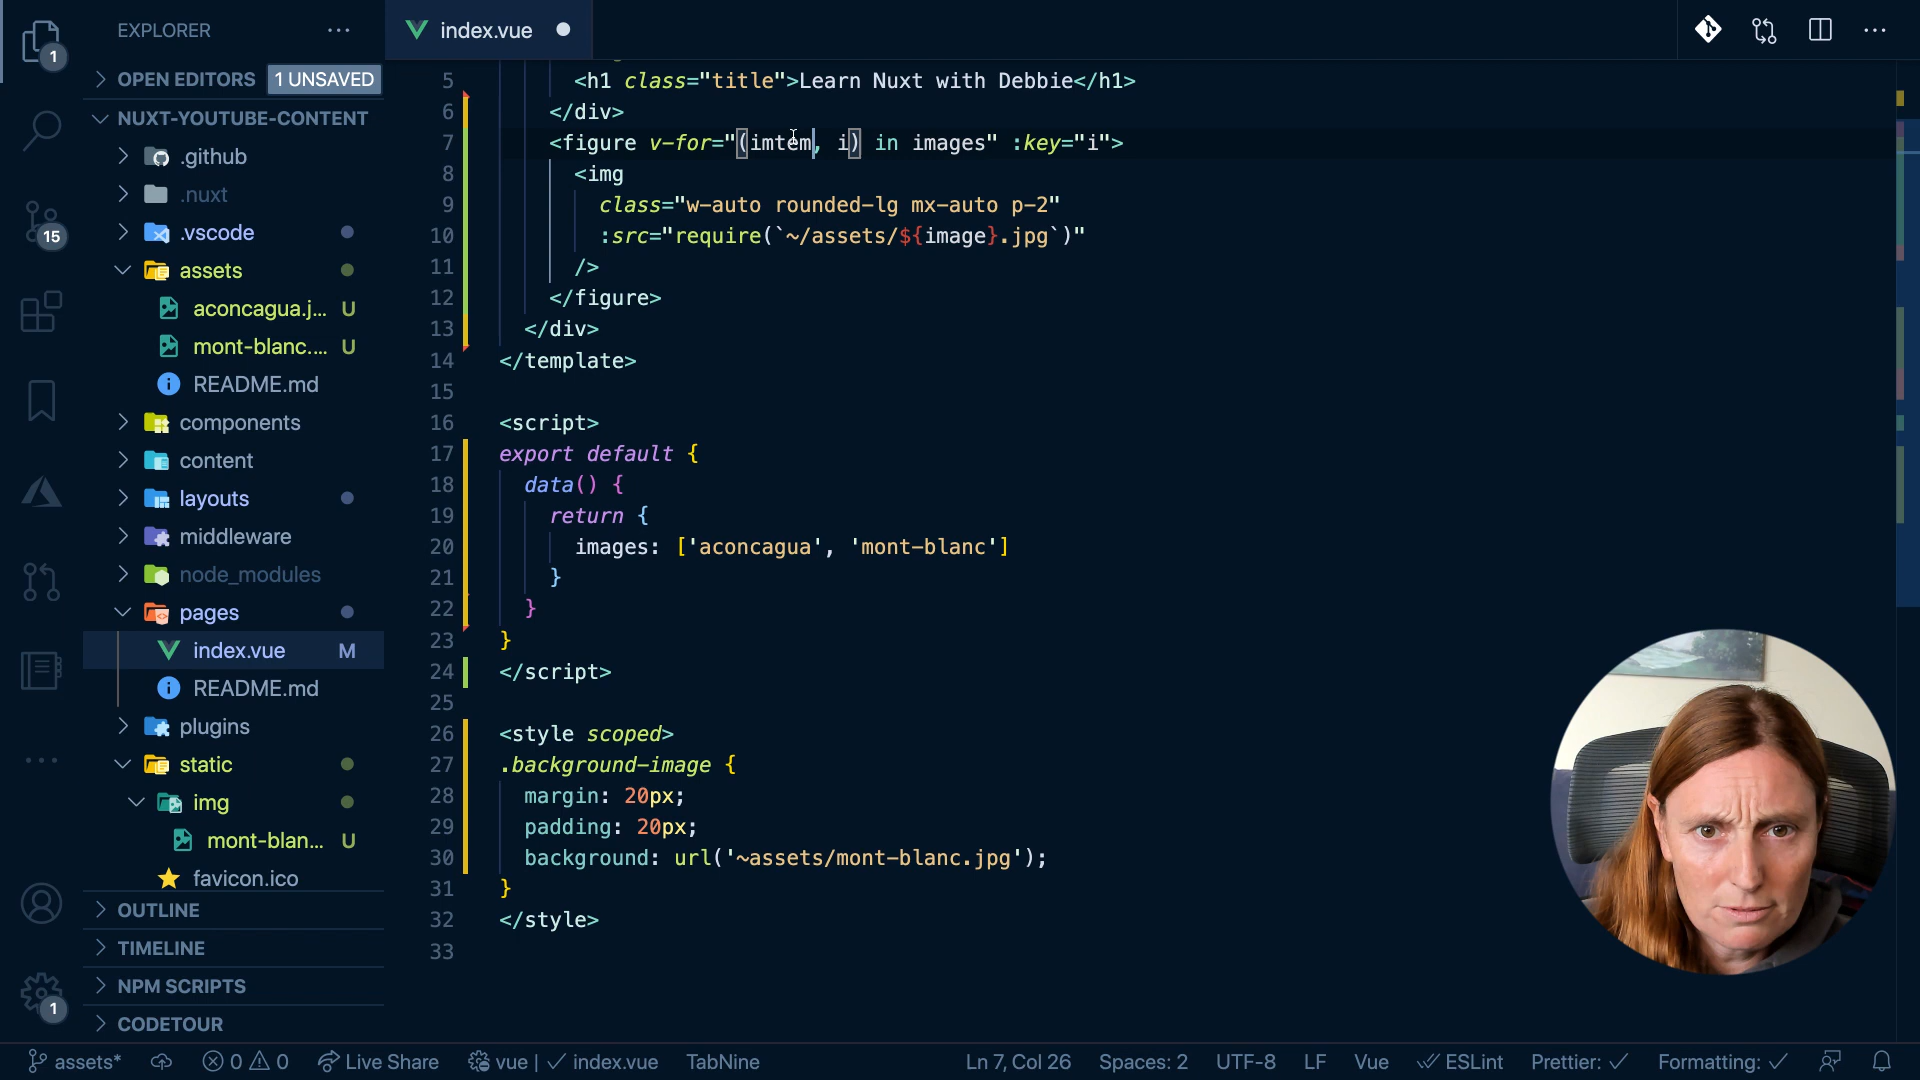 EXPLORER
index.vue
OPEN EDITORS 1 UNSAVED
NUXT-YOUTUBE-CONTENT
.github
.nuxt
.vscode
assets
aconcagua.j... U
mont-blanc.... U
README.md
components
content
layouts
middleware
node_modules
pages
index.vue M
README.md
plugins
static
img
mont-blan... U
favicon.ico
OUTLINE
TIMELINE
NPM SCRIPTS
CODETOUR
1
15
1
5 <h1 class="title">Learn Nuxt with Debbie</h1>
6 </div>
7 <figure v-for="(imtem, i) in images" :key="i">
8 <img
9 class="w-auto rounded-lg mx-auto p-2"
10 :src="require(`~/assets/${image}.jpg`)"
11 />
12 </figure>
13 </div>
14 </template>
15
16 <script>
17 export default {
18 data() {
19 return {
20 images: ['aconcagua', 'mont-blanc']
21 }
22 }
23 }
24 </script>
25
26 <style scoped>
27 .background-image {
28 margin: 20px;
29 padding: 20px;
30 background: url('~assets/mont-blanc.jpg');
31 }
32 </style>
33
assets* 0 0 Live Share vue | index.vue TabNine Ln 7, Col 26 Spaces: 2 UTF-8 LF Vue ESLint Prettier: ✓ Formatting: ✓